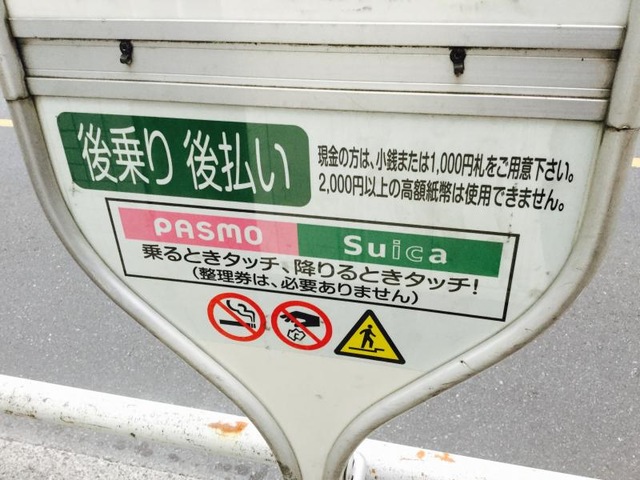 後乗り 後払い
現金の方は、小銭または1,000円札をご用意下さい。
2,000円以上の高額紙幣は使用できません。
PASMO Suica
乗るときタッチ、降りるときタッチ!
(整理券は、必要ありません)